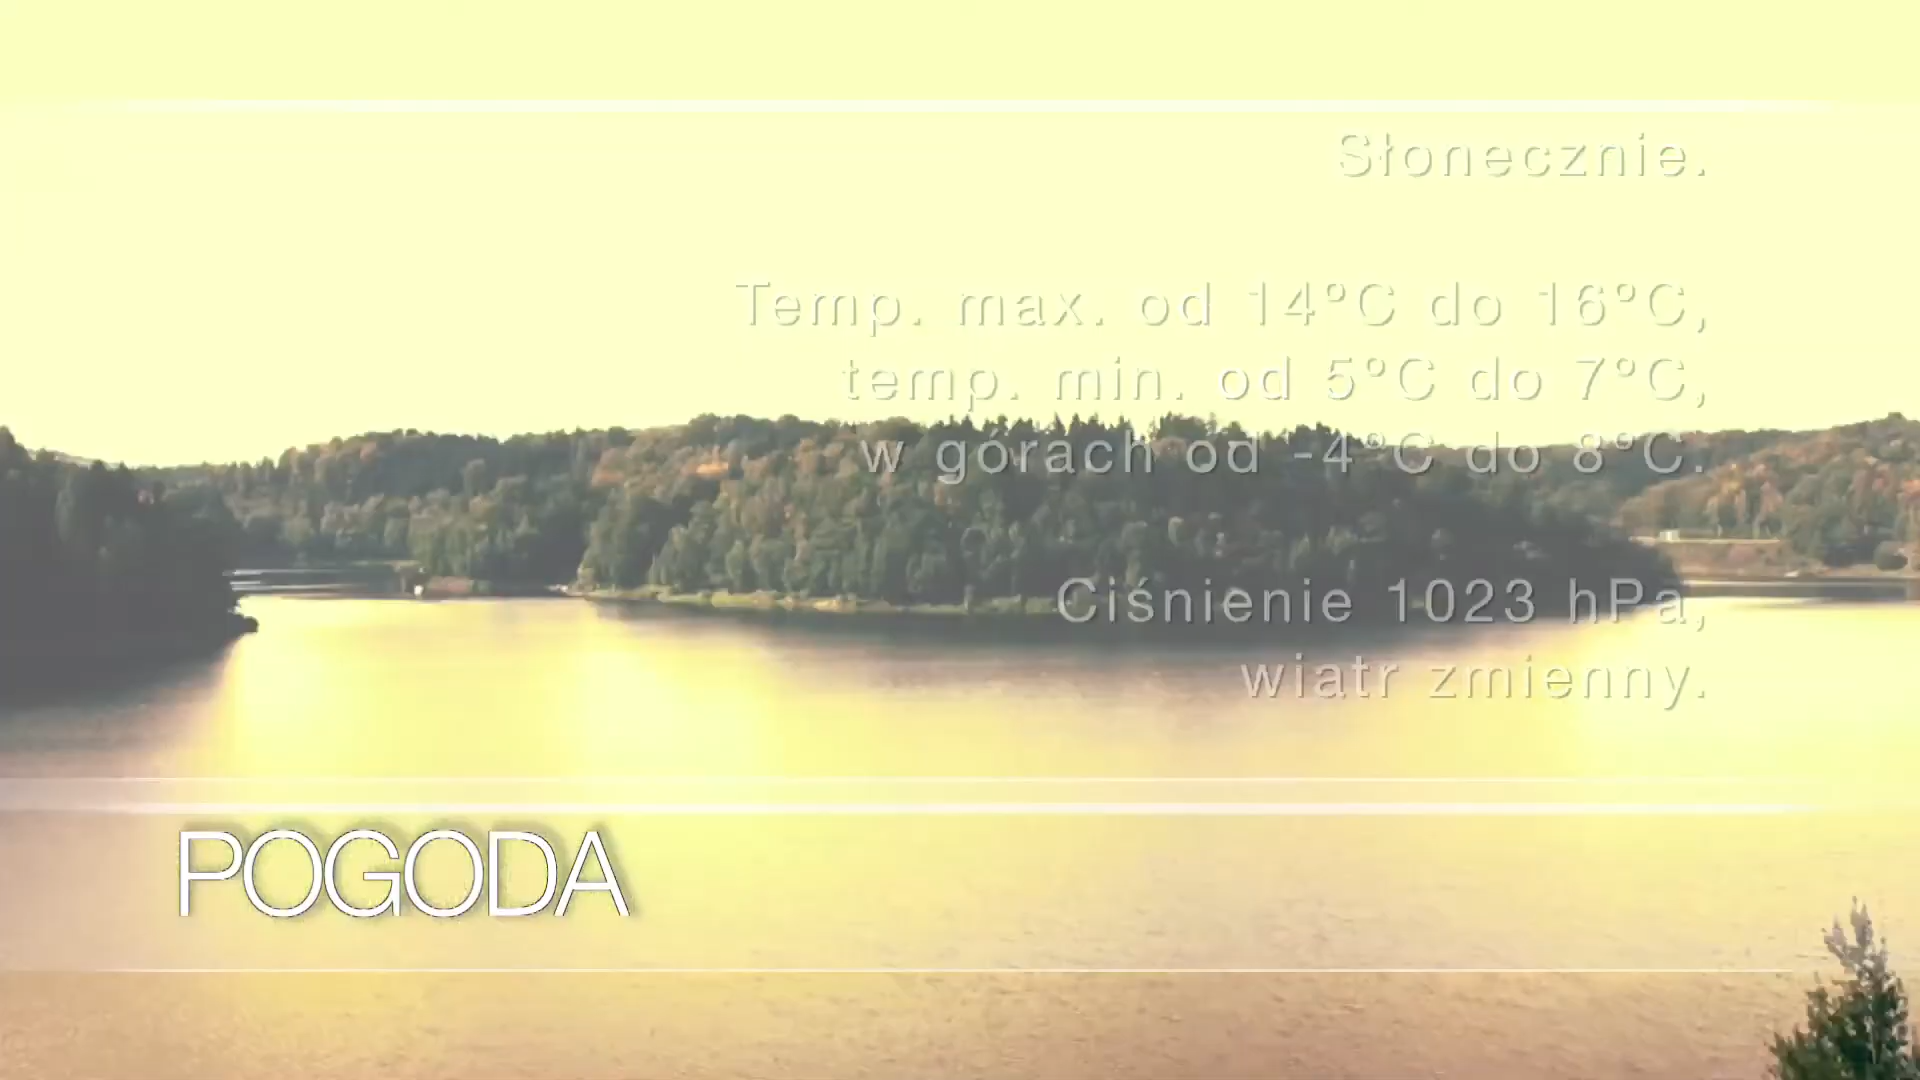 Słonecznie.
Temp. max. od 14°C do 16°C,
temp. min. od 5°C do 7°C,
w górach od -4°C do 8°C.
Ciśnienie 1023 hPa,
wiatr zmienny.
POGODA